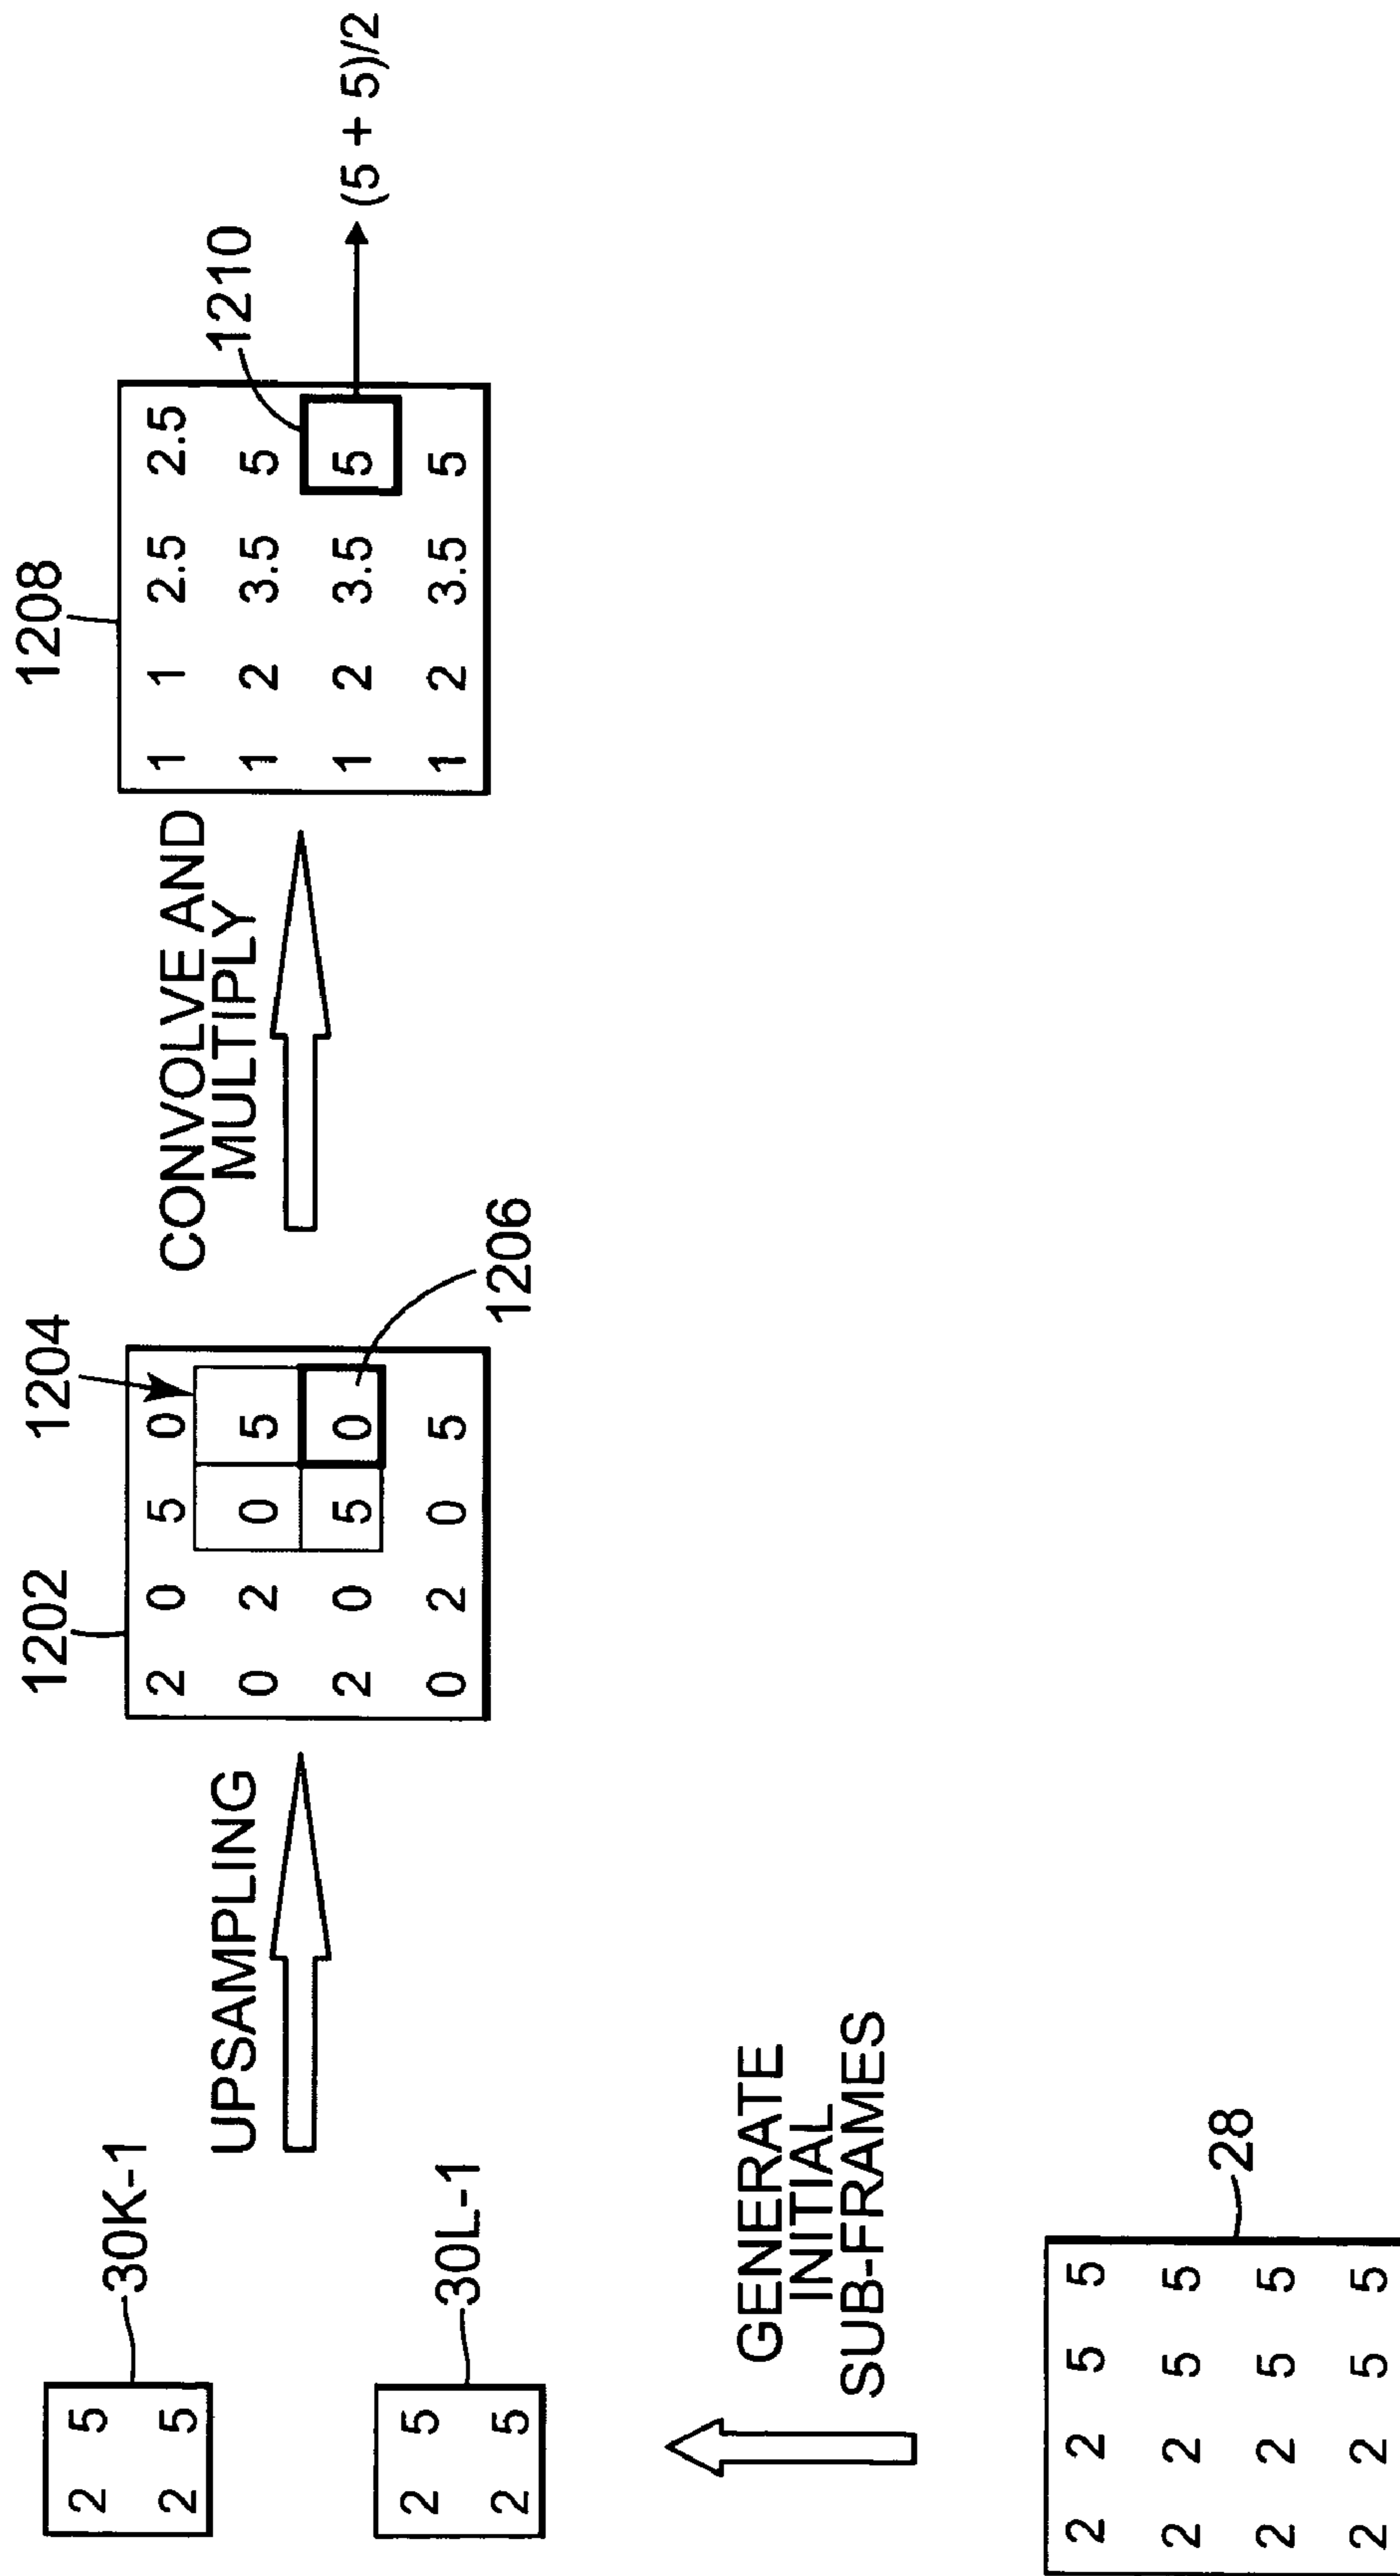 30K-1
2 5
2 5
30L-1
2 5
2 5
UPSAMPLING
1202
1204
2 0 5 0
0 2 0 5
2 0 5 0
0 2 0 5
1206
CONVOLVE AND
MULTIPLY
1208
1 1 2.5 2.5
1 2 3.5 5
1 2 3.5 5
1 2 3.5 5
1210
(5 + 5)/2
GENERATE
INITIAL
SUB-FRAMES
2 2 5 5
2 2 5 5
2 2 5 5
2 2 5 5
28